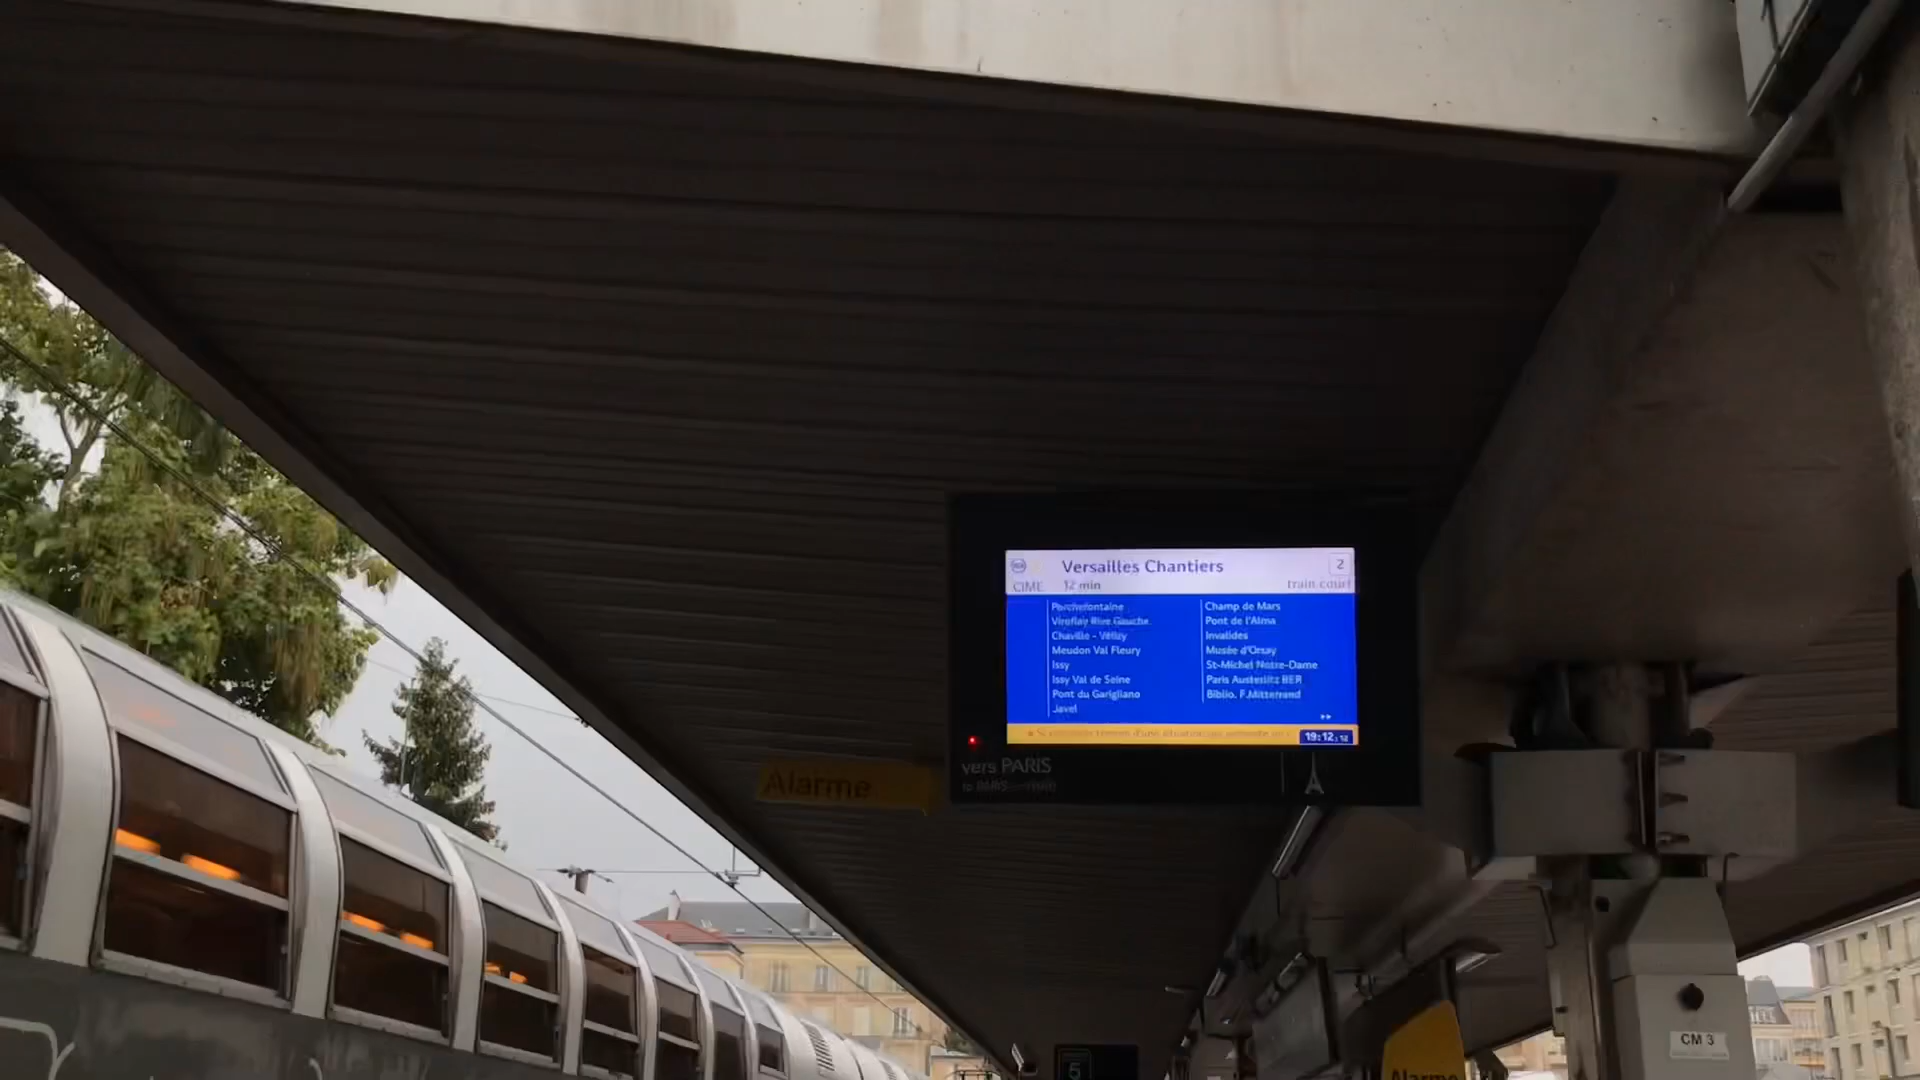 Versailles Chantiers
2
CIME
12 min
train court
Porchefontaine
Viroflay Rive Gauche
Chaville - Vélizy
Meudon Val Fleury
Issy
Issy Val de Seine
Pont du Garigliano
Javel
Champ de Mars
Pont de l'Alma
Invalides
Musée d'Orsay
St-Michel Notre-Dame
Paris Austerlitz RER
Biblio. F.Mitterrand
19:12:12
vers PARIS
Alarme
CM 3
5
Alarme